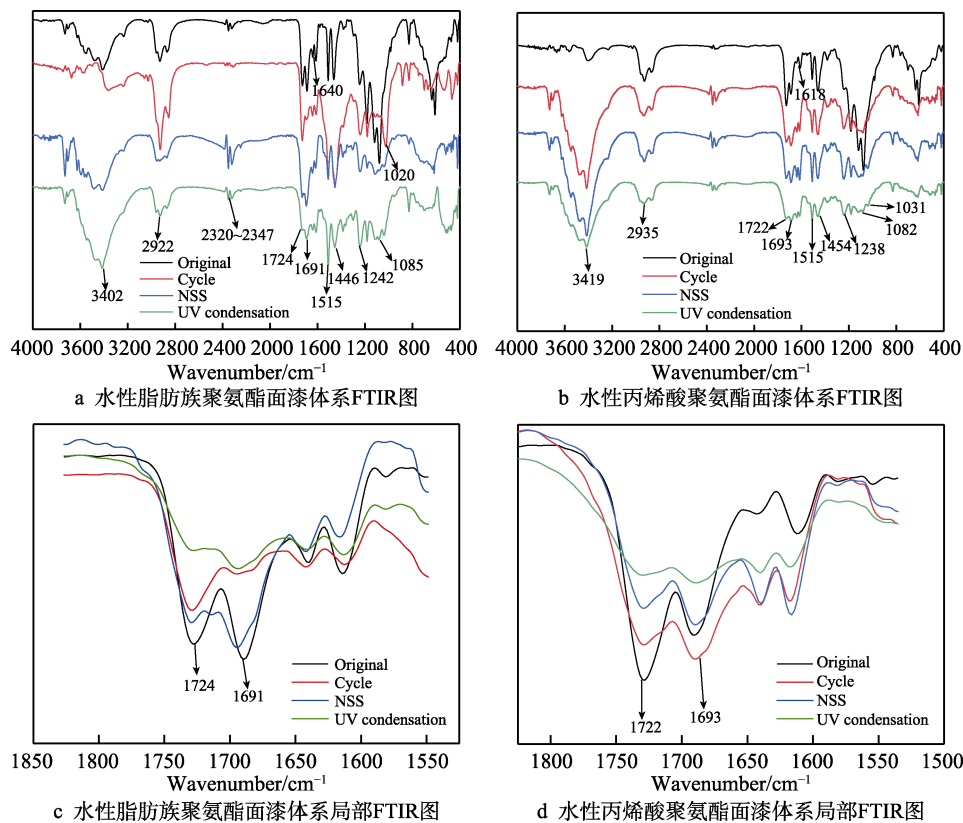 1640
1020
2922
2320~2347
1724
1691
1446
1242
1085
3402
1515
Original
Cycle
NSS
UV condensation
4000 3600 3200 2800 2400 2000 1600 1200 800 400
Wavenumber/cm⁻¹
a 水性脂肪族聚氨酯面漆体系FTIR图
1618
1031
2935
1722
1082
1693
1454
1238
3419
1515
Original
Cycle
NSS
UV condensation
4000 3600 3200 2800 2400 2000 1600 1200 800 400
Wavenumber/cm⁻¹
b 水性丙烯酸聚氨酯面漆体系FTIR图
1724
1691
Original
Cycle
NSS
UV condensation
1850 1800 1750 1700 1650 1600 1550
Wavenumber/cm⁻¹
c 水性脂肪族聚氨酯面漆体系局部FTIR图
1722
1693
Original
Cycle
NSS
UV condensation
1800 1750 1700 1650 1600 1550 1500
Wavenumber/cm⁻¹
d 水性丙烯酸聚氨酯面漆体系局部FTIR图